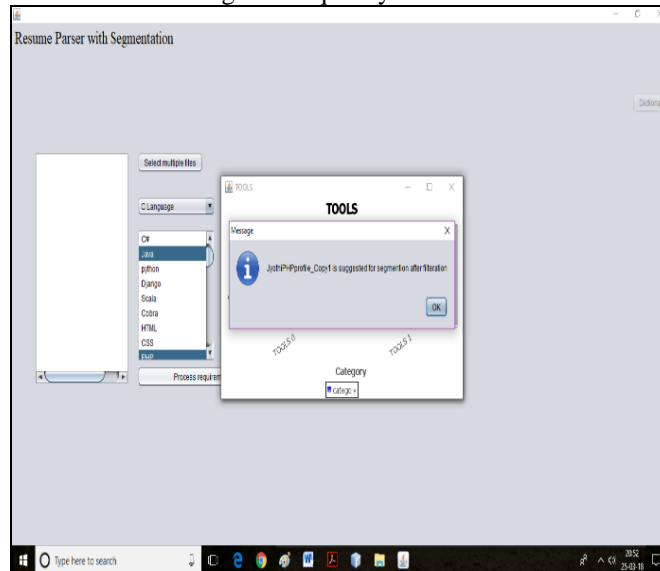 Resume Parser with Segmentation
Select multiple files
C Language
C#
Java
python
Django
Scala
Cobra
HTML
CSS
PHP
Process requirem
TOOLS
TOOLS
Message
JyothiPHPprofile_Copy1 is suggested for segmention after filteration
OK
TOOLS 0
TOOLS 1
Category
catego
Type here to search
20:52
25-03-18